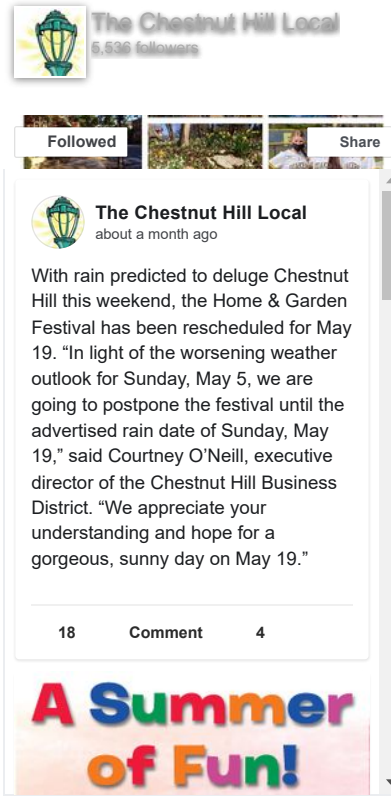 The Chestnut Hill Local
5,536 followers
Followed
Share
The Chestnut Hill Local
about a month ago
With rain predicted to deluge Chestnut
Hill this weekend, the Home & Garden
Festival has been rescheduled for May
19. “In light of the worsening weather
outlook for Sunday, May 5, we are
going to postpone the festival until the
advertised rain date of Sunday, May
19,” said Courtney O’Neill, executive
director of the Chestnut Hill Business
District. “We appreciate your
understanding and hope for a
gorgeous, sunny day on May 19.”
18 Comment 4
A Summer
of Fun!